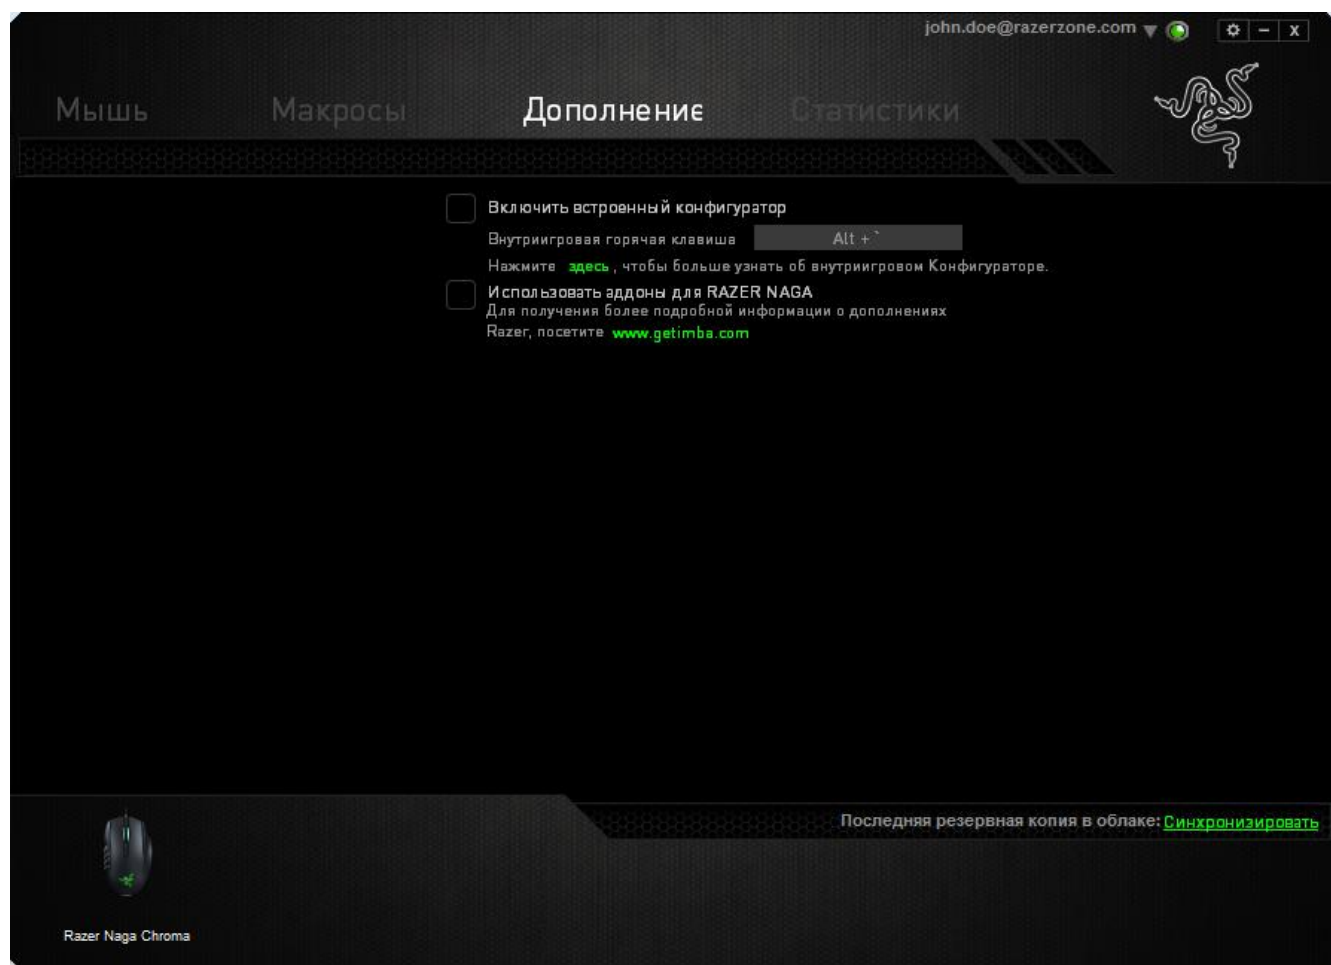 john.doe@razerzone.com
Мышь Макросы Дополнение Статистики
Включить встроенный конфигуратор
Внутриигровая горячая клавиша Alt + `
Нажмите здесь , чтобы больше узнать об внутриигровом Конфигураторе.
Использовать аддоны для RAZER NAGA
Для получения более подробной информации о дополнениях
Razer, посетите www.getimba.com
Последняя резервная копия в облаке: Синхронизировать
Razer Naga Chroma